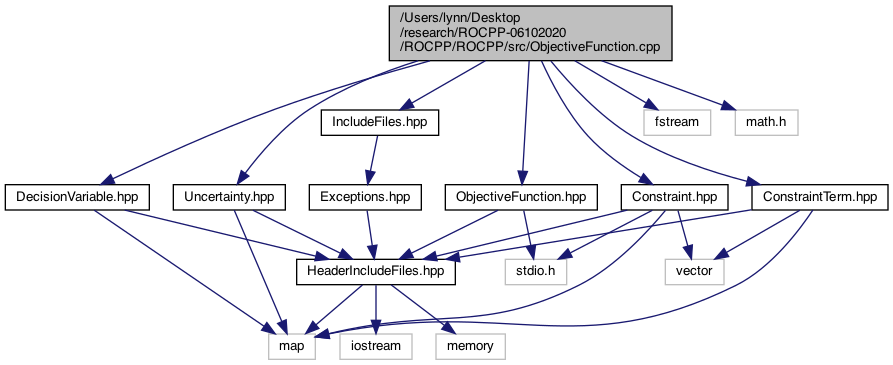 /Users/lynn/Desktop
/research/ROCPP-06102020
/ROCPP/ROCPP/src/ObjectiveFunction.cpp
IncludeFiles.hpp
fstream
math.h
DecisionVariable.hpp
Uncertainty.hpp
Exceptions.hpp
ObjectiveFunction.hpp
Constraint.hpp
ConstraintTerm.hpp
HeaderIncludeFiles.hpp
stdio.h
vector
map
iostream
memory